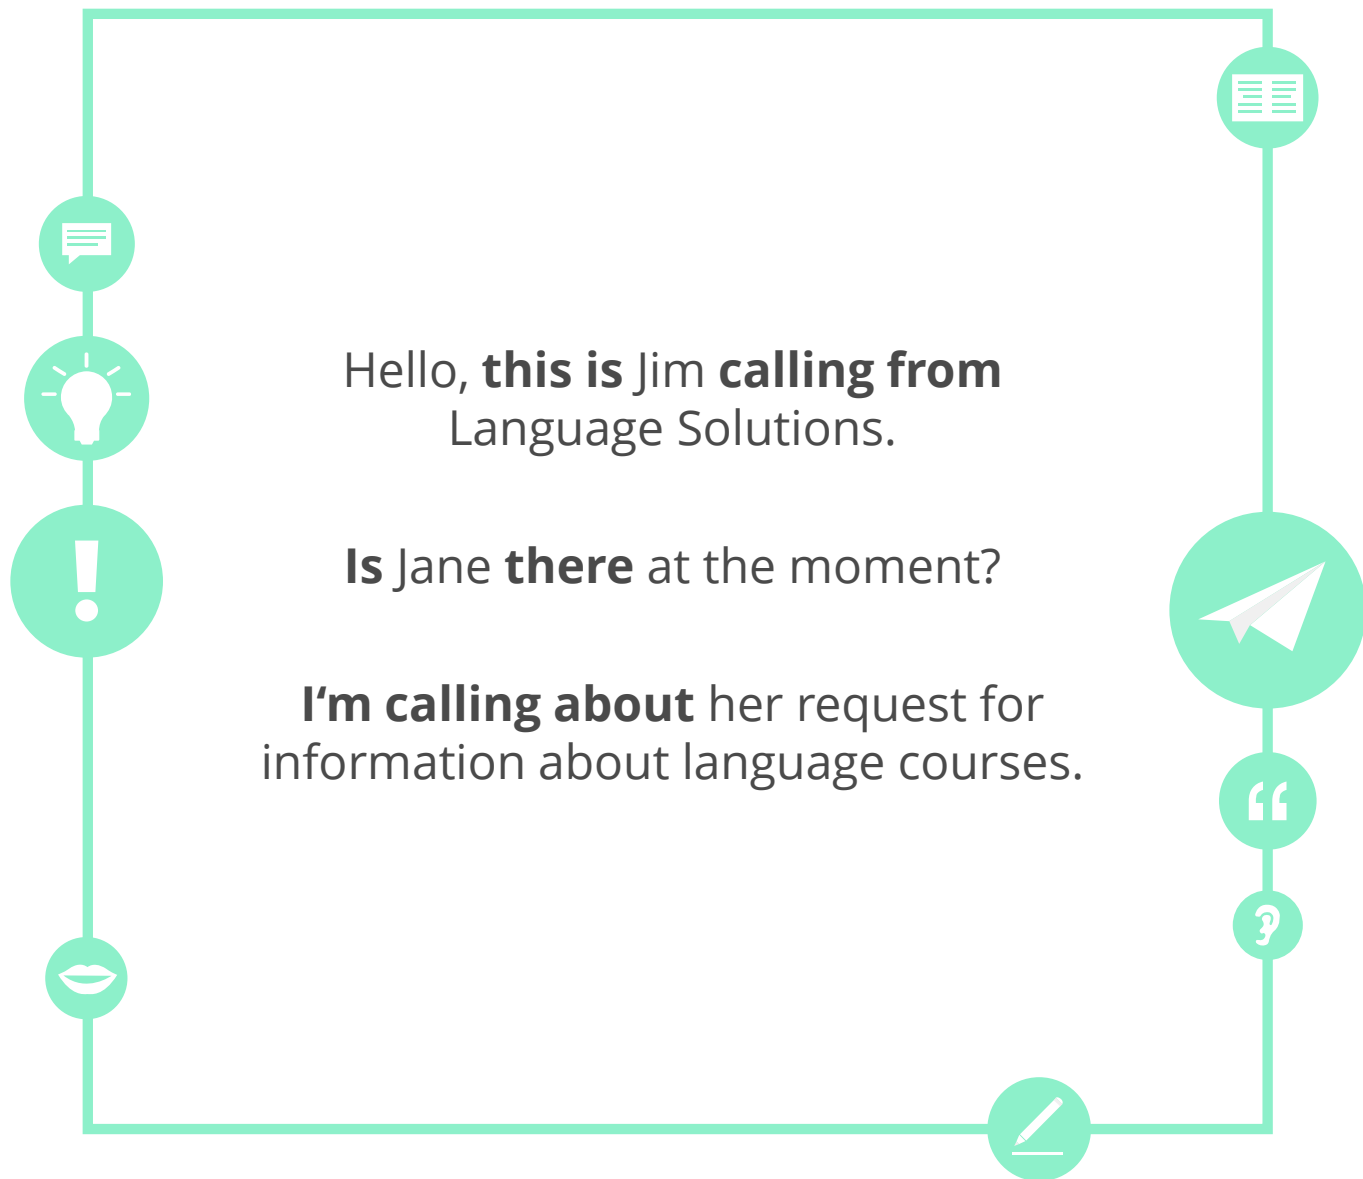 Hello, this is Jim calling from
Language Solutions.
Is Jane there at the moment?
I‘m calling about her request for
information about language courses.